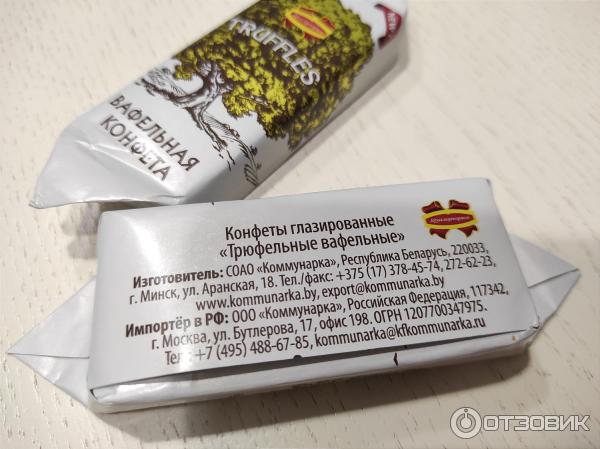 TRUFFLES
ВАФЕЛЬНАЯ
КОНФЕТА
Коммунарка
Конфеты глазированные
«Трюфельные вафельные»
Изготовитель: СОАО «Коммунарка», Республика Беларусь, 220033,
г. Минск, ул. Аранская, 18. Тел./факс: +375 (17) 378-45-74, 272-62-23,
www.kommunarka.by, export@kommunarka.by
Импортёр в РФ: ООО «Коммунарка», Российская Федерация, 117342,
г. Москва, ул. Бутлерова, 17, офис 198. ОГРН 1207700347975.
Тел.: +7 (495) 488-67-85, kommunarka@kfkommunarka.ru
ОТЗОВИК